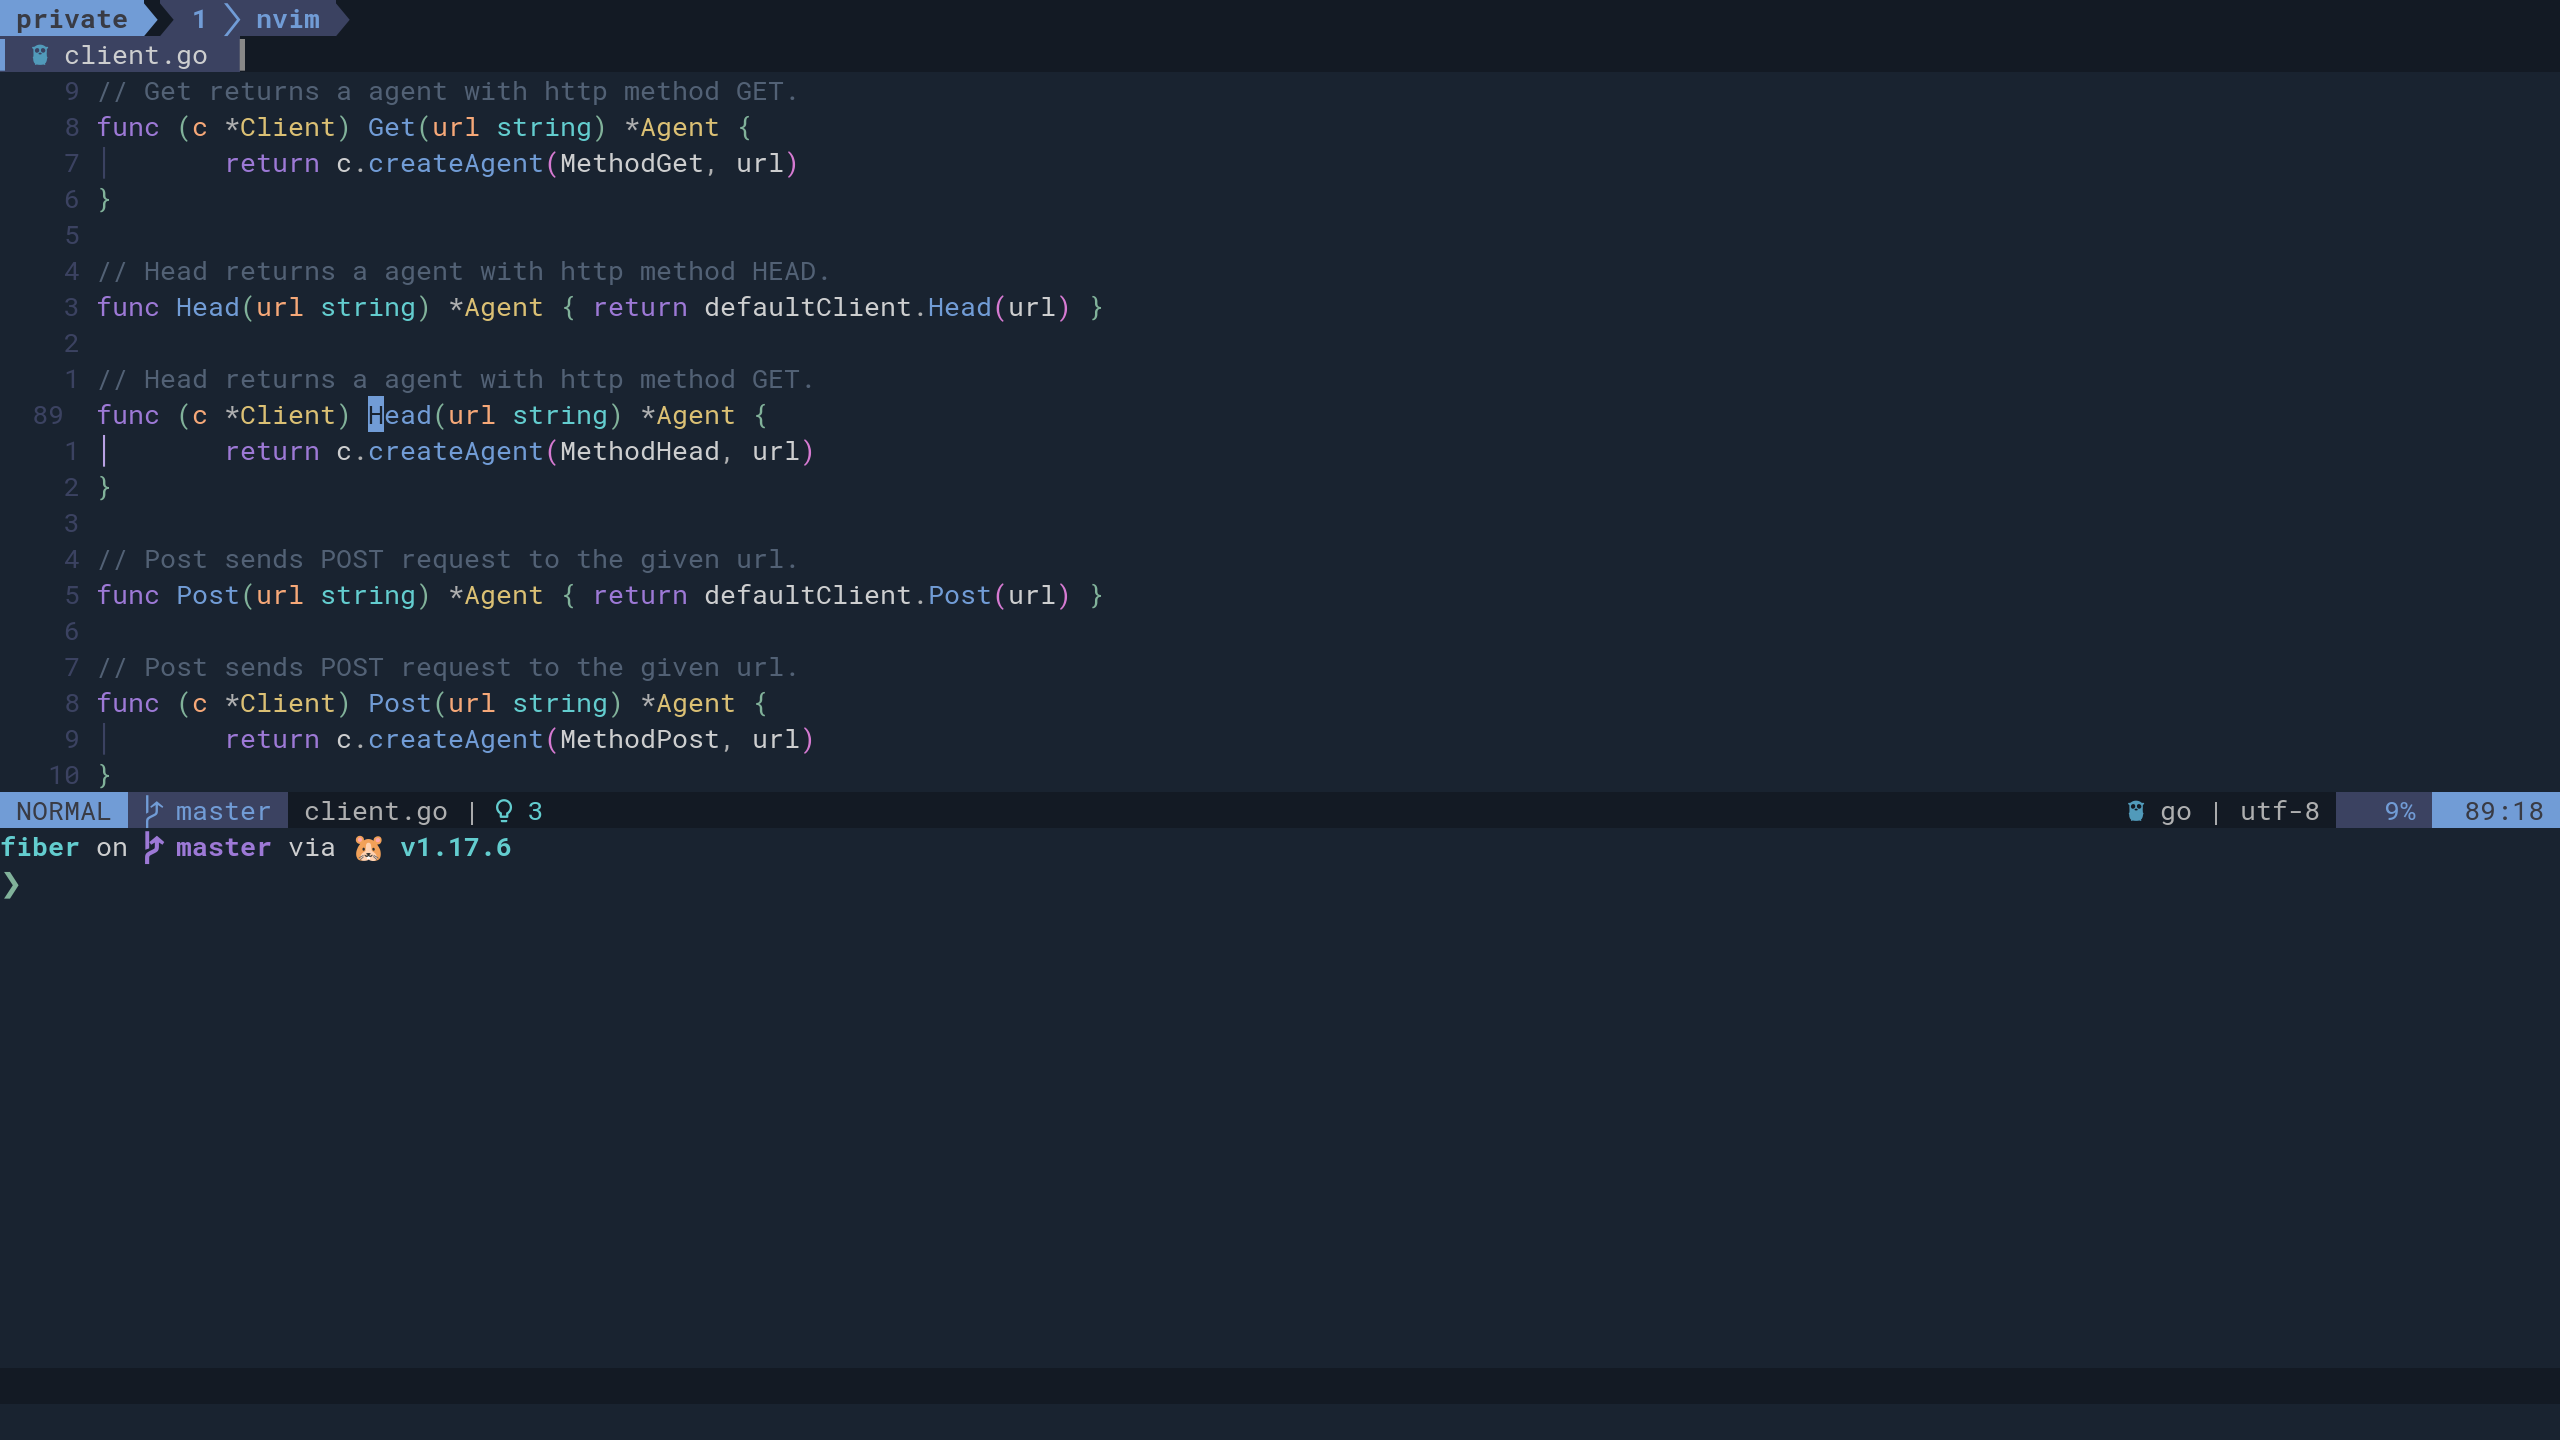 private 1 nvim
client.go
9 // Get returns a agent with http method GET.
8 func (c *Client) Get(url string) *Agent {
7 return c.createAgent(MethodGet, url)
6 }
5
4 // Head returns a agent with http method HEAD.
3 func Head(url string) *Agent { return defaultClient.Head(url) }
2
1 // Head returns a agent with http method GET.
89 func (c *Client) Head(url string) *Agent {
1 return c.createAgent(MethodHead, url)
2 }
3
4 // Post sends POST request to the given url.
5 func Post(url string) *Agent { return defaultClient.Post(url) }
6
7 // Post sends POST request to the given url.
8 func (c *Client) Post(url string) *Agent {
9 return c.createAgent(MethodPost, url)
10 }
NORMAL master client.go | 3 go | utf-8 9% 89:18
fiber on master via 🐹 v1.17.6
❯